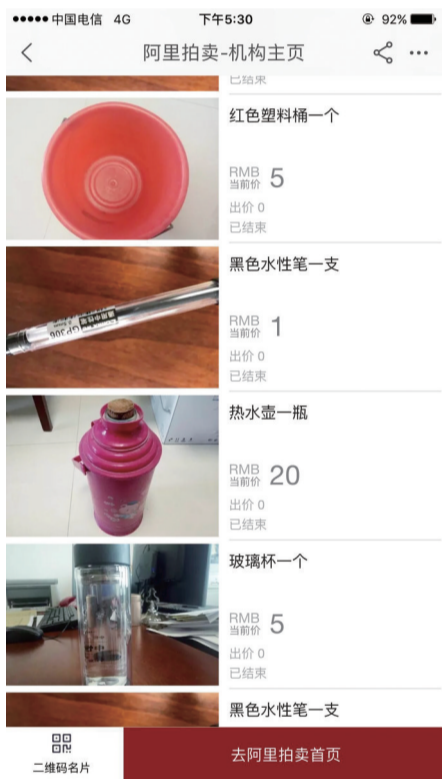 中国电信 4G 下午5:30 92%
阿里拍卖-机构主页
已结束
红色塑料桶一个
RMB
当前价 5
出价 0
已结束
黑色水性笔一支
RMB
当前价 1
出价 0
已结束
GP306
热水壶一瓶
RMB
当前价 20
出价 0
已结束
玻璃杯一个
RMB
当前价 5
出价 0
已结束
黑色水性笔一支
二维码名片
去阿里拍卖首页